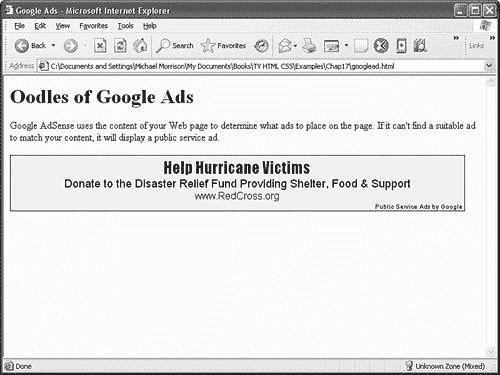 Google Ads - Microsoft Internet Explorer
File Edit View Favorites Tools Help
Back Search Favorites
Address C:\Documents and Settings\Michael Morrison\My Documents\Books\TY HTML CSS\Examples\Chap17\googlead.html
Oodles of Google Ads
Google AdSense uses the content of your Web page to determine what ads to place on the page. If it can't find a suitable ad
to match your content, it will display a public service ad.
Help Hurricane Victims
Donate to the Disaster Relief Fund Providing Shelter, Food & Support
www.RedCross.org
Public Service Ads by Google
Done Unknown Zone (Mixed)